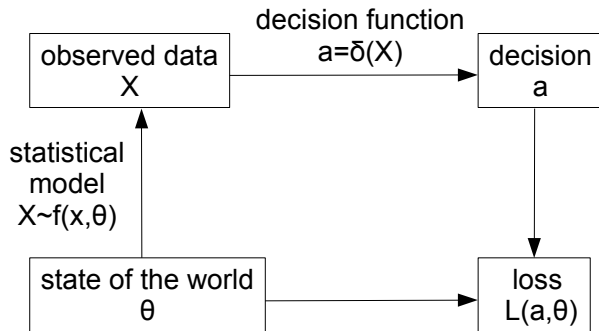 decision function
a=δ(X)
observed data
X
decision
a
statistical
model
X~f(x,θ)
state of the world
θ
loss
L(a,θ)